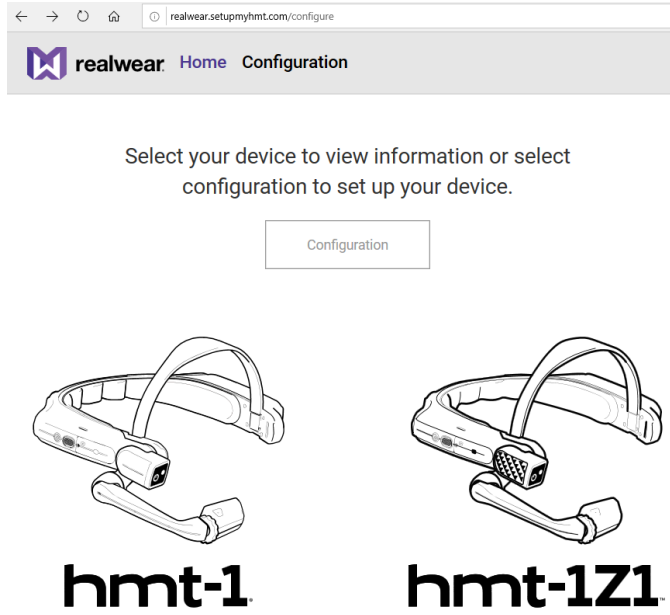 realwear.setupmyhmt.com/configure
realwear. Home Configuration
Select your device to view information or select
configuration to set up your device.
Configuration
hmt-1. hmt-1Z1™